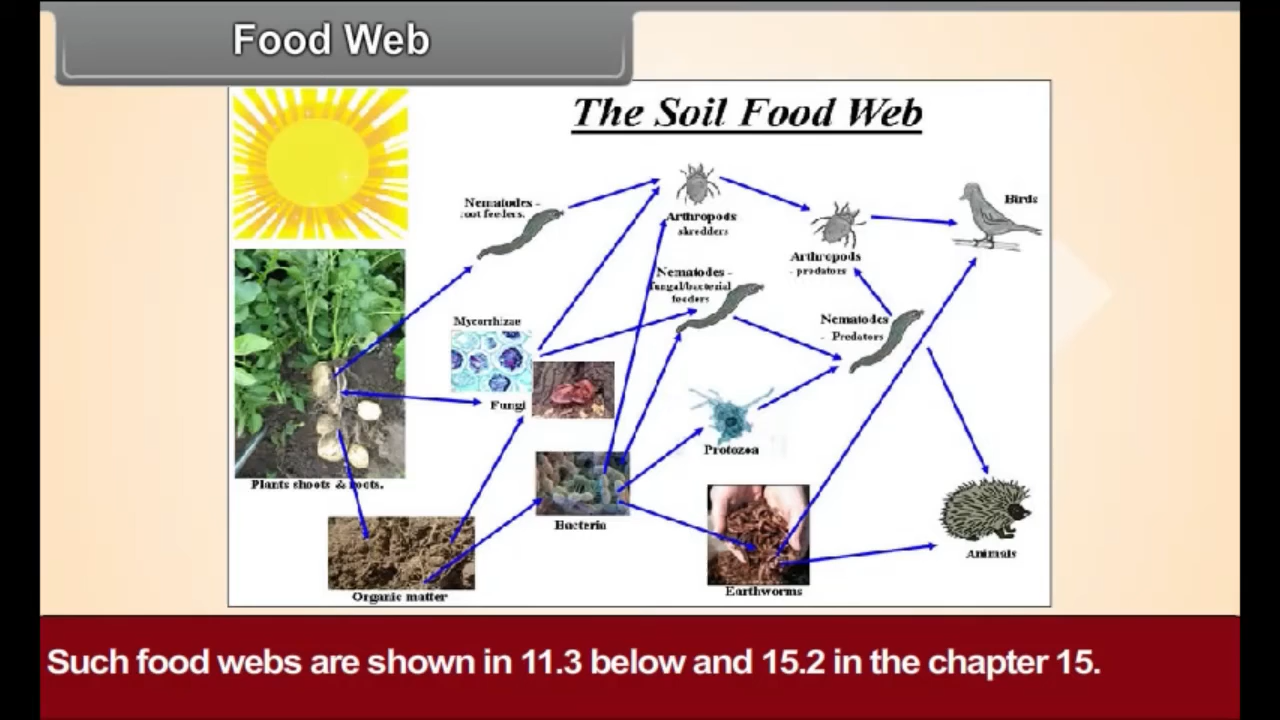 Food Web
The Soil Food Web
Nematodes -
root feeders.
Arthropods
shredders
Birds
Arthropods
- predators
Nematodes -
fungal/bacterial
feeders
Nematodes
- Predators
Mycorrhizae
Fungi
Protozoa
Plants shoots & roots.
Bacteria
Animals
Earthworms
Organic matter
Such food webs are shown in 11.3 below and 15.2 in the chapter 15.